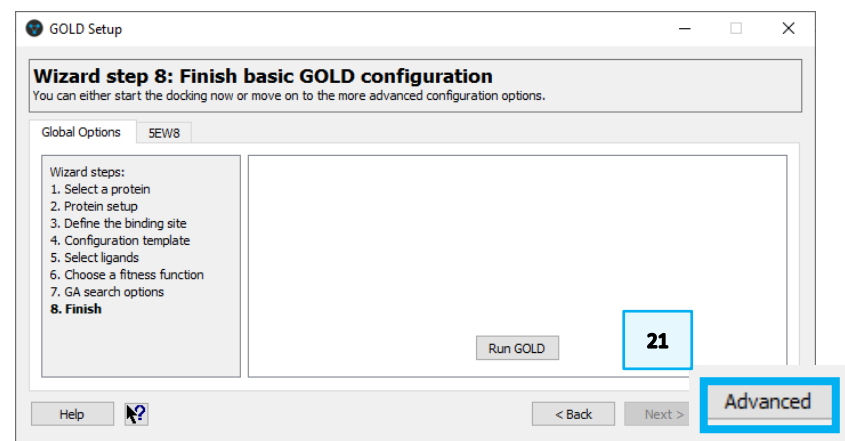 GOLD Setup
Wizard step 8: Finish basic GOLD configuration
You can either start the docking now or move on to the more advanced configuration options.
Global Options
5EW8
Wizard steps:
1. Select a protein
2. Protein setup
3. Define the binding site
4. Configuration template
5. Select ligands
6. Choose a fitness function
7. GA search options
8. Finish
Run GOLD
21
Help
?
< Back
Next >
Advanced